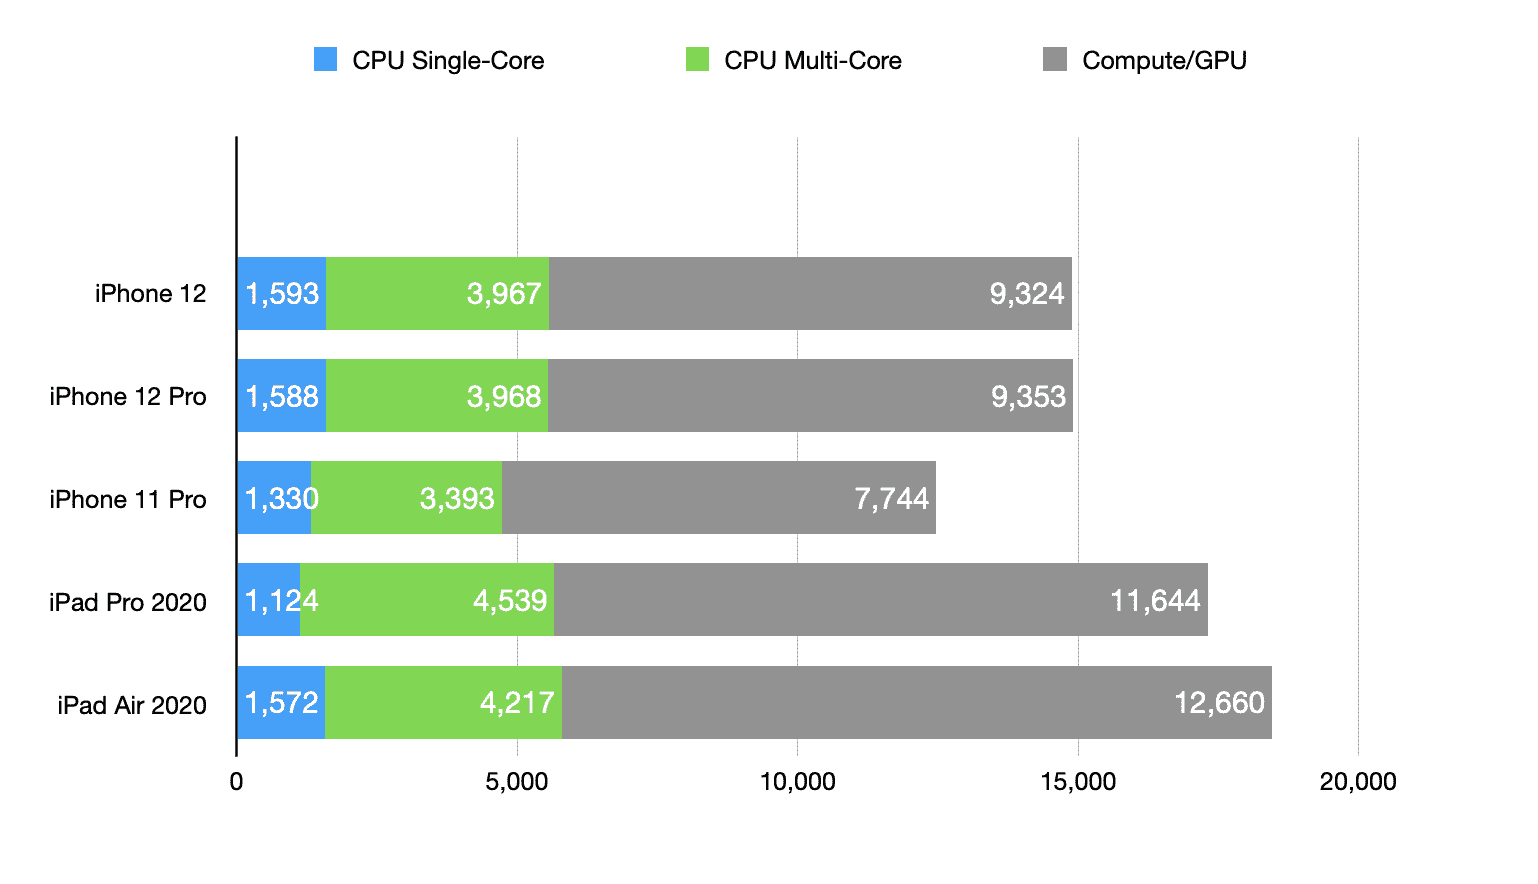 CPU Single-Core CPU Multi-Core Compute/GPU
iPhone 12 1,593 3,967 9,324
iPhone 12 Pro 1,588 3,968 9,353
iPhone 11 Pro 1,330 3,393 7,744
iPad Pro 2020 1,124 4,539 11,644
iPad Air 2020 1,572 4,217 12,660
0 5,000 10,000 15,000 20,000